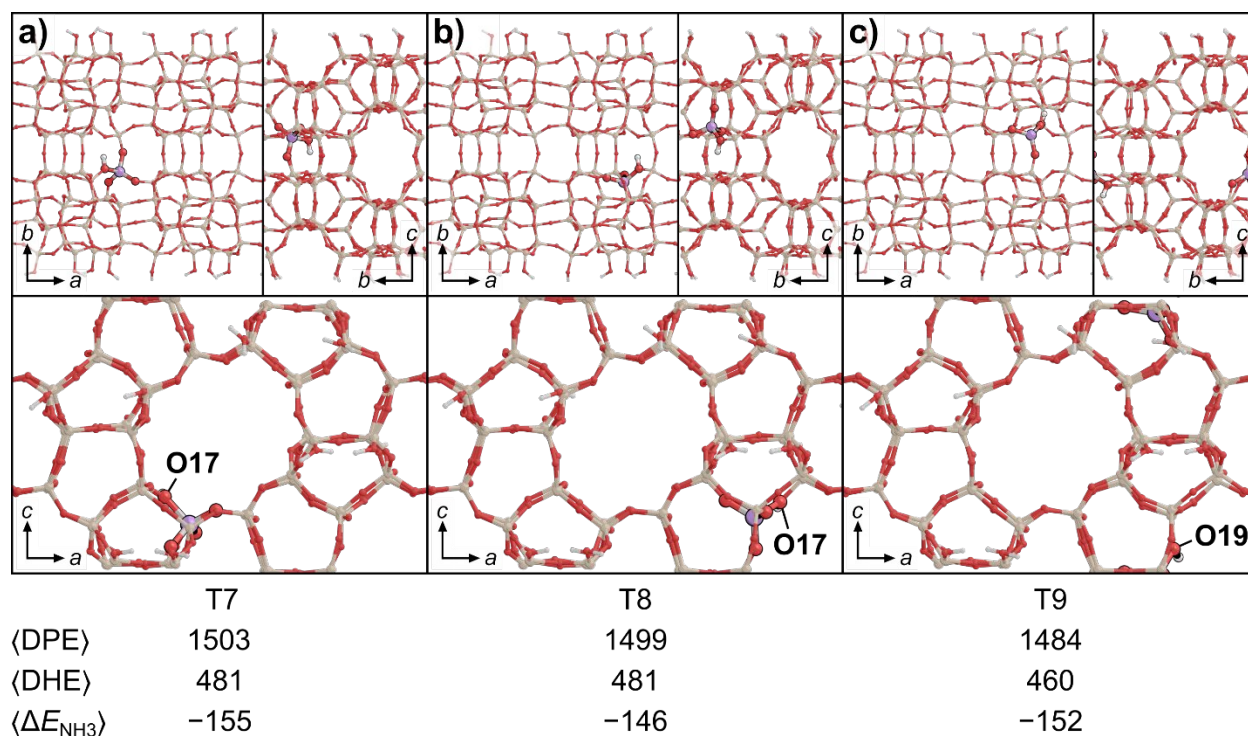 a)
b
a
c
b
b)
b
a
c
b
c)
b
a
c
b
O17
c
a
O17
c
a
O19
c
a
T7 T8 T9
⟨DPE⟩ 1503 1499 1484
⟨DHE⟩ 481 481 460
⟨ΔE_NH3⟩ −155 −146 −152